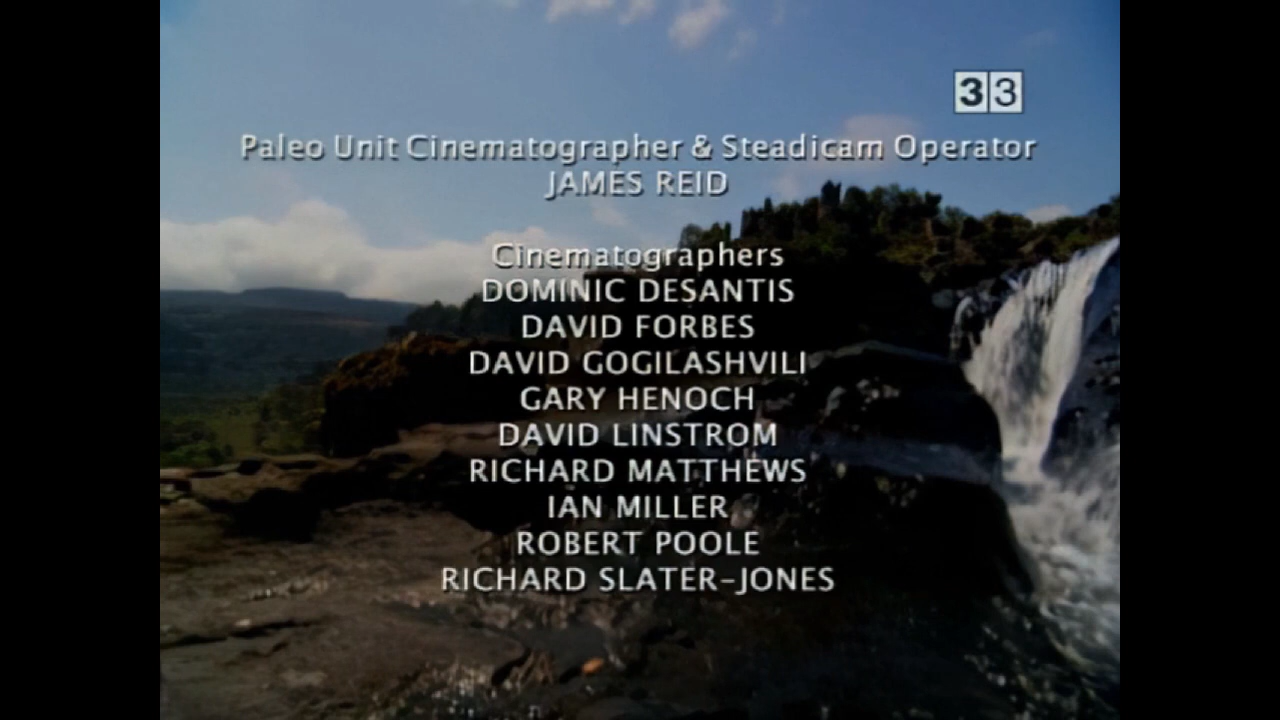 33
Paleo Unit Cinematographer & Steadicam Operator
JAMES REID
Cinematographers
DOMINIC DESANTIS
DAVID FORBES
DAVID GOGILASHVILI
GARY HENOCH
DAVID LINSTROM
RICHARD MATTHEWS
IAN MILLER
ROBERT POOLE
RICHARD SLATER-JONES